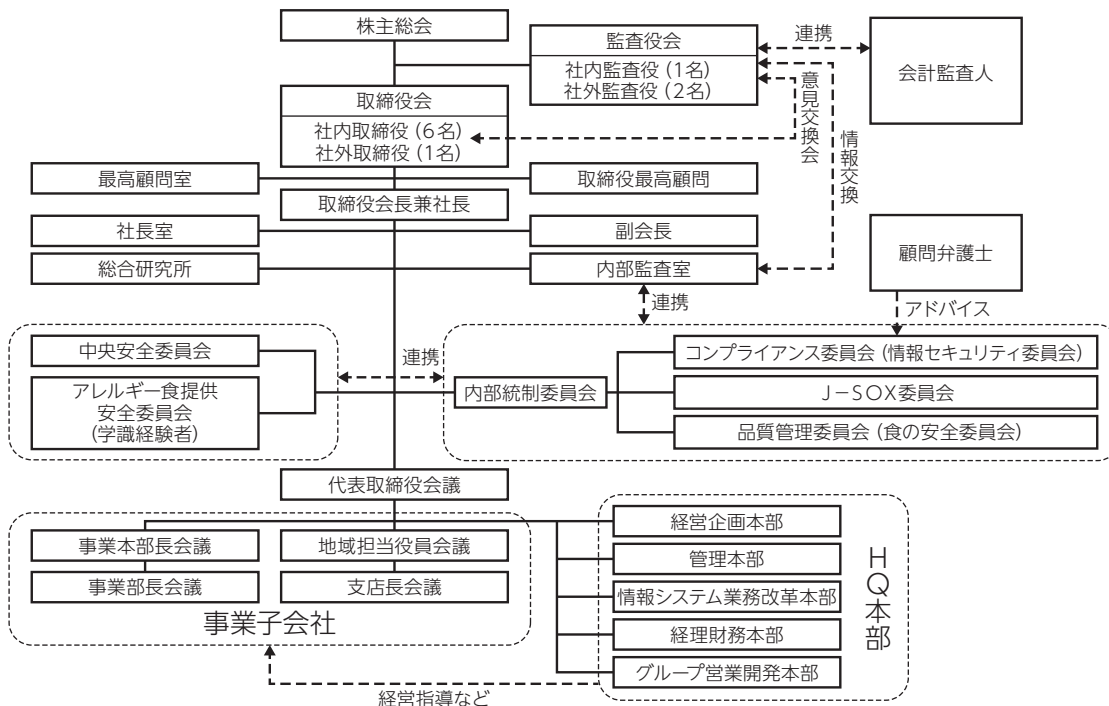 株主総会
監査役会
社内監査役（1名）
社外監査役（2名）
連携
会計監査人
取締役会
社内取締役（6名）
社外取締役（1名）
意見交換会
情報交換
最高顧問室
取締役最高顧問
取締役会長兼社長
社長室
副会長
顧問弁護士
総合研究所
内部監査室
連携
アドバイス
中央安全委員会
アレルギー食提供
安全委員会
（学識経験者）
連携
内部統制委員会
コンプライアンス委員会（情報セキュリティ委員会）
J－SOX委員会
品質管理委員会（食の安全委員会）
代表取締役会議
事業本部長会議
地域担当役員会議
事業部長会議
支店長会議
事業子会社
経営企画本部
管理本部
情報システム業務改革本部
経理財務本部
グループ営業開発本部
HQ本部
経営指導など